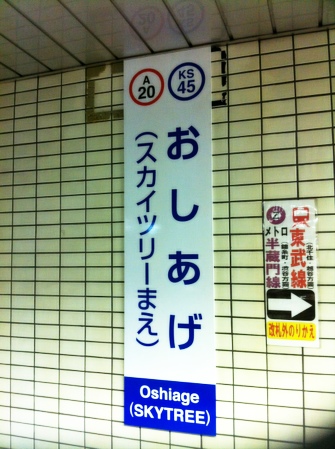 A
20
KS
45
おしあげ
(スカイツリーまえ)
Oshiage
(SKYTREE)
東武線
メトロ
半蔵門線
改札外のりかえ